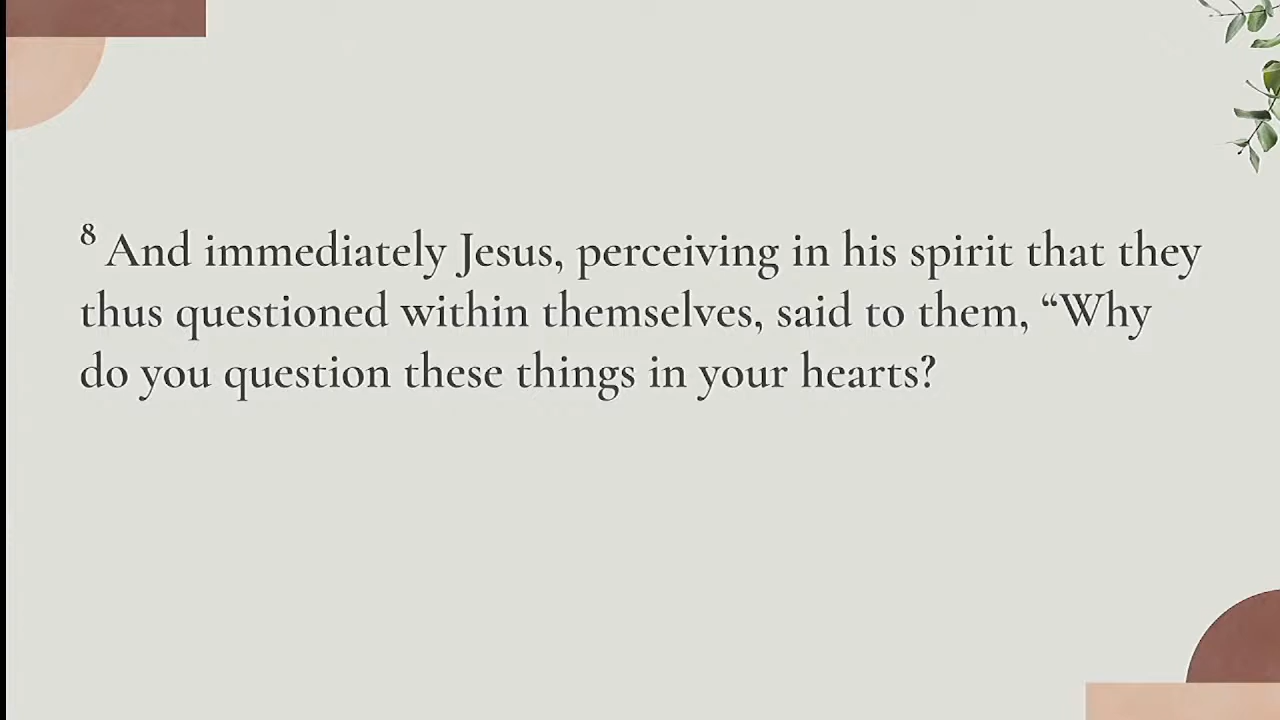 ⁸ And immediately Jesus, perceiving in his spirit that they
thus questioned within themselves, said to them, “Why
do you question these things in your hearts?